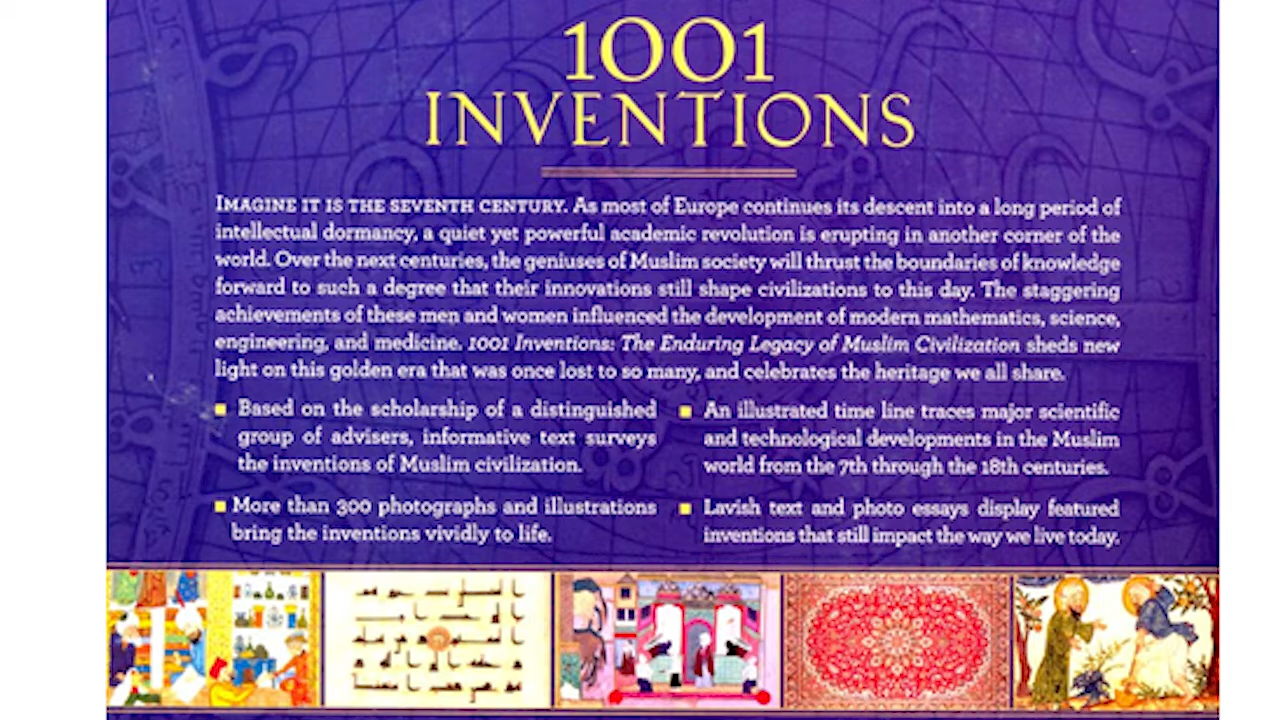 1001
INVENTIONS
IMAGINE IT IS THE SEVENTH CENTURY. As most of Europe continues its descent into a long period of
intellectual dormancy, a quiet yet powerful academic revolution is erupting in another corner of the
world. Over the next centuries, the geniuses of Muslim society will thrust the boundaries of knowledge
forward to such a degree that their innovations still shape civilizations to this day. The staggering
achievements of these men and women influenced the development of modern mathematics, science,
engineering, and medicine. 1001 Inventions: The Enduring Legacy of Muslim Civilization sheds new
light on this golden era that was once lost to so many, and celebrates the heritage we all share.
Based on the scholarship of a distinguished
group of advisers, informative text surveys
the inventions of Muslim civilization.
More than 300 photographs and illustrations
bring the inventions vividly to life.
An illustrated time line traces major scientific
and technological developments in the Muslim
world from the 7th through the 18th centuries.
Lavish text and photo essays display featured
inventions that still impact the way we live today.